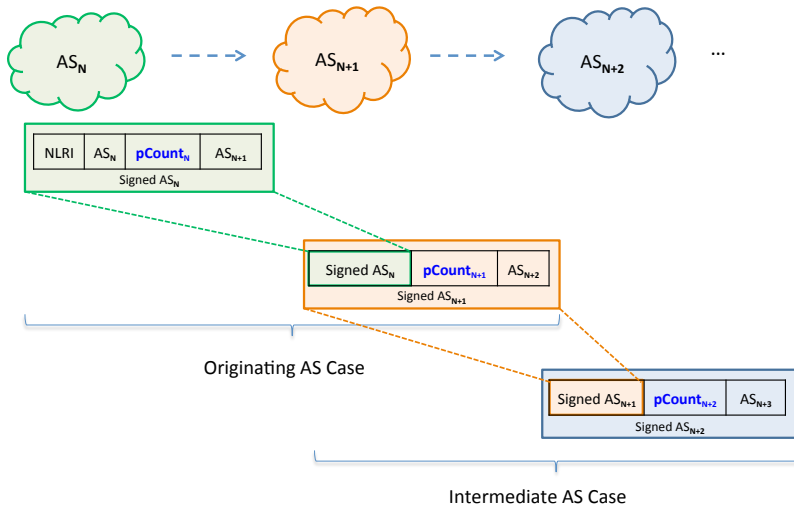 AS_N AS_N+1 AS_N+2 ...
NLRI AS_N pCount_N AS_N+1
Signed AS_N
Signed AS_N pCount_N+1 AS_N+2
Signed AS_N+1
Originating AS Case
Signed AS_N+1 pCount_N+2 AS_N+3
Signed AS_N+2
Intermediate AS Case